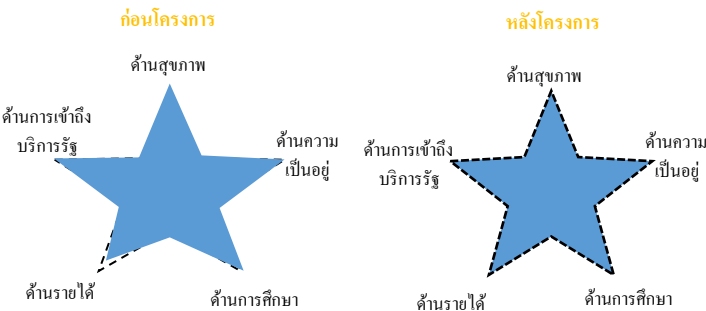 ก่อนโครงการ
ด้านสุขภาพ
ด้านการเข้าถึง
บริการรัฐ
ด้านความ
เป็นอยู่
ด้านรายได้
ด้านการศึกษา
หลังโครงการ
ด้านสุขภาพ
ด้านการเข้าถึง
บริการรัฐ
ด้านความ
เป็นอยู่
ด้านรายได้
ด้านการศึกษา